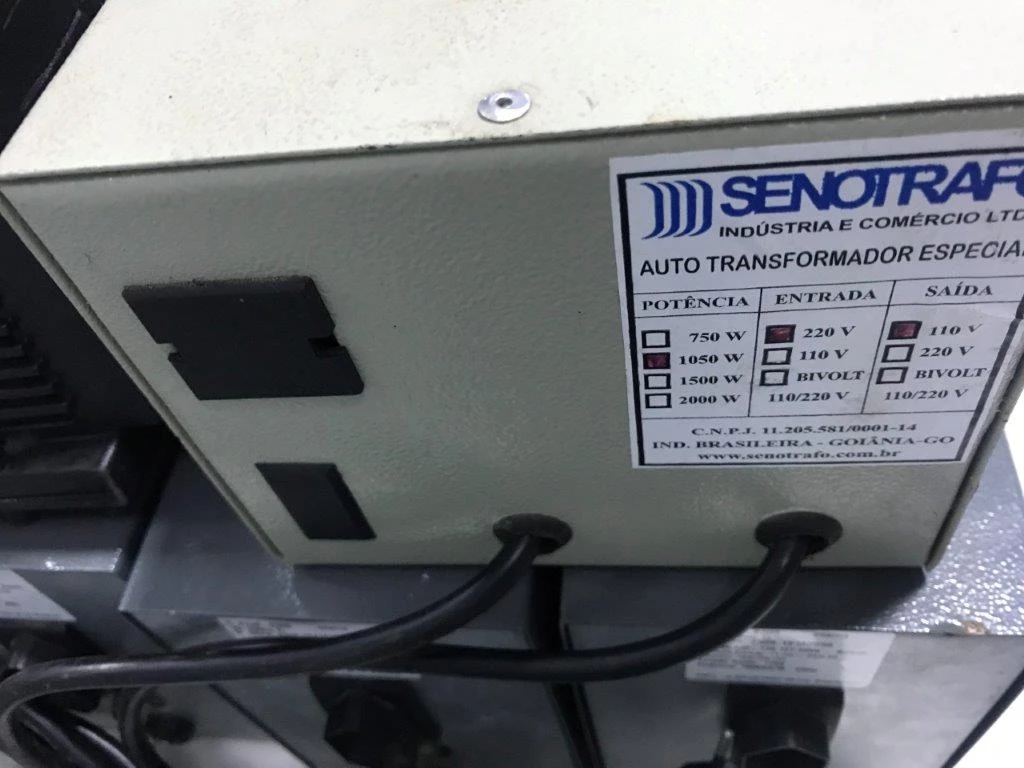 SENOTRAFO
INDÚSTRIA E COMÉRCIO LTD
AUTO TRANSFORMADOR ESPECIAL
POTÊNCIA ENTRADA SAÍDA
750 W 220 V 110 V
1050 W 110 V 220 V
1500 W BIVOLT BIVOLT
2000 W 110/220 V 110/220 V
C.N.P.J. 11.205.581/0001-14
IND. BRASILEIRA - GOIÂNIA-GO
www.senotrafo.com.br